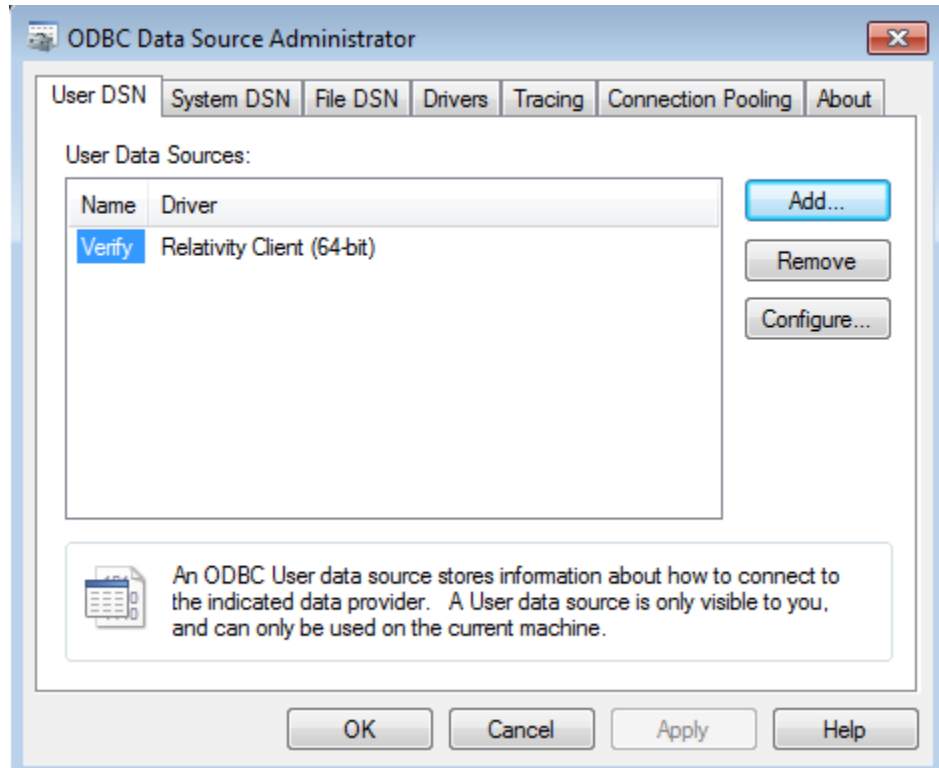 ODBC Data Source Administrator
User DSN System DSN File DSN Drivers Tracing Connection Pooling About
User Data Sources:
Name Driver
Add...
Verify Relativity Client (64-bit)
Remove
Configure...
An ODBC User data source stores information about how to connect to
the indicated data provider. A User data source is only visible to you,
and can only be used on the current machine.
OK Cancel Apply Help